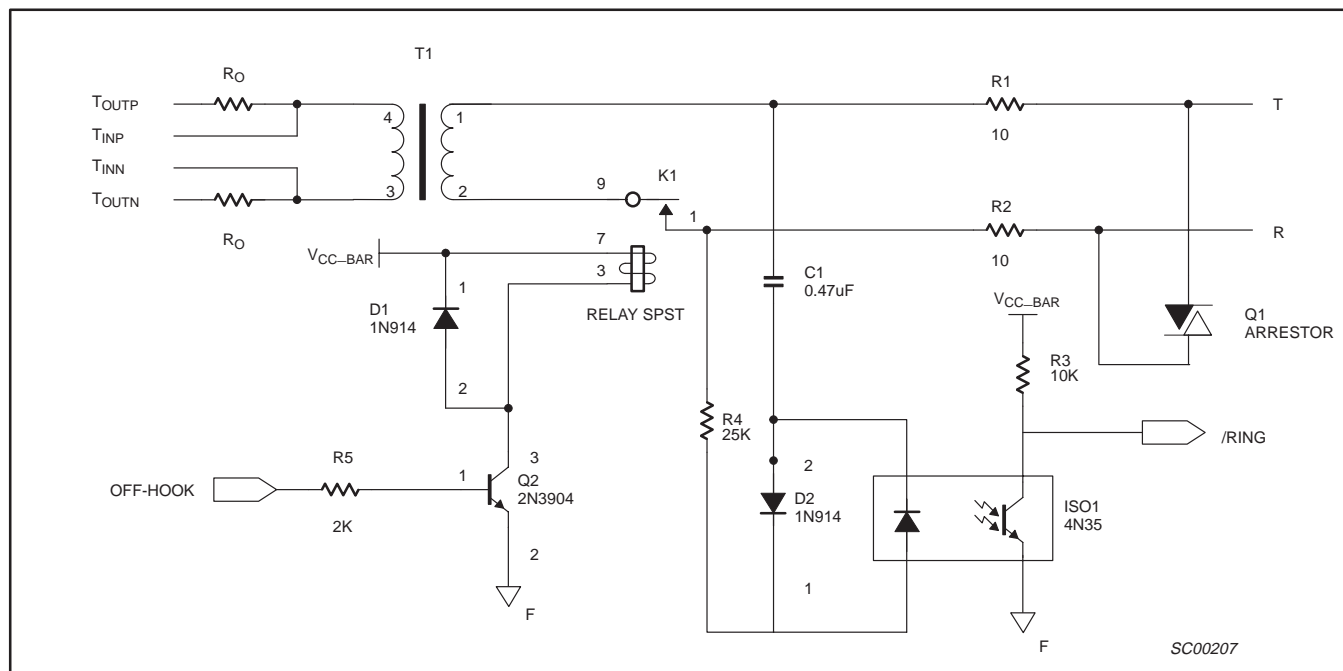 T1
RO
TOUTP
TINP
TINN
TOUTN
RO
4
3
1
2
9
K1
1
R1
10
T
R2
10
R
VCC–BAR
7
3
RELAY SPST
1
D1
1N914
2
C1
0.47uF
VCC–BAR
Q1
ARRESTOR
R3
10K
R4
25K
/RING
OFF-HOOK
R5
2K
1
3
Q2
2N3904
2
F
2
D2
1N914
1
ISO1
4N35
F
SC00207